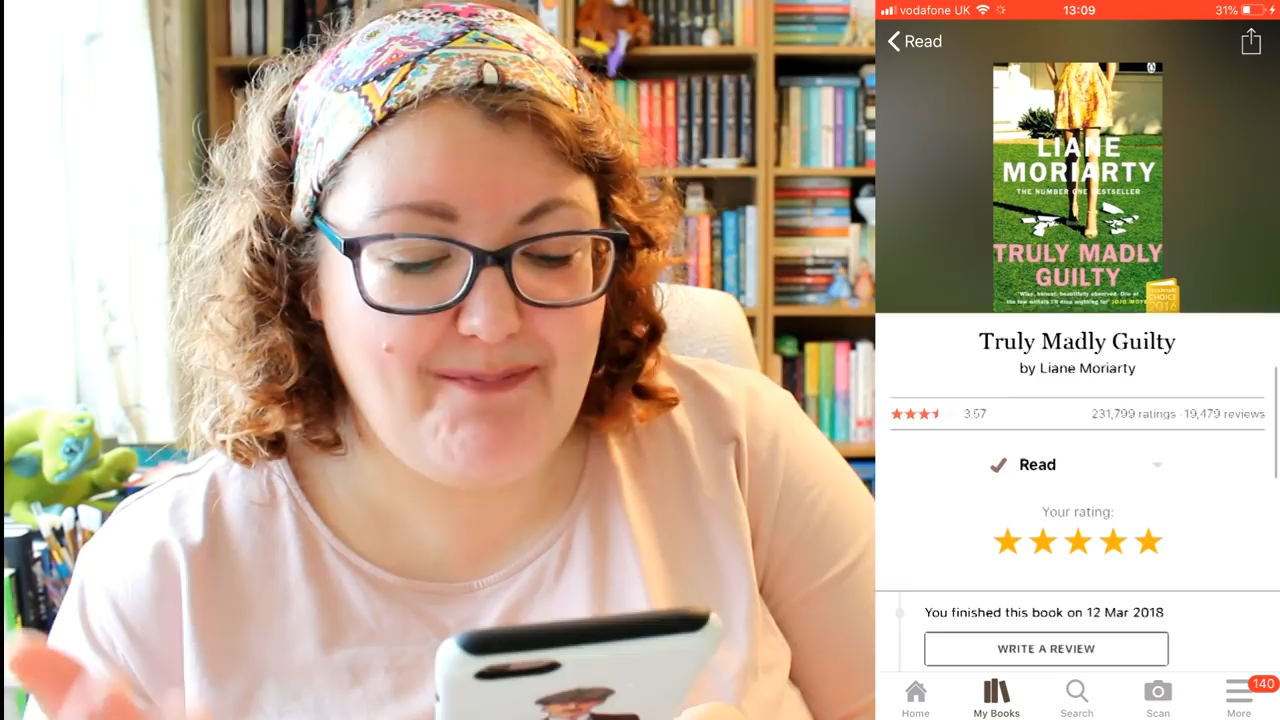 vodafone UK
13:09
31%
Read
LIANE
MORIARTY
THE NUMBER ONE BESTSELLER
TRULY MADLY
GUILTY
CHOICE
2016
Truly Madly Guilty
by Liane Moriarty
3.57
231,799 ratings · 19,479 reviews
Read
Your rating:
You finished this book on 12 Mar 2018
WRITE A REVIEW
140
Home
My Books
Search
Scan
More